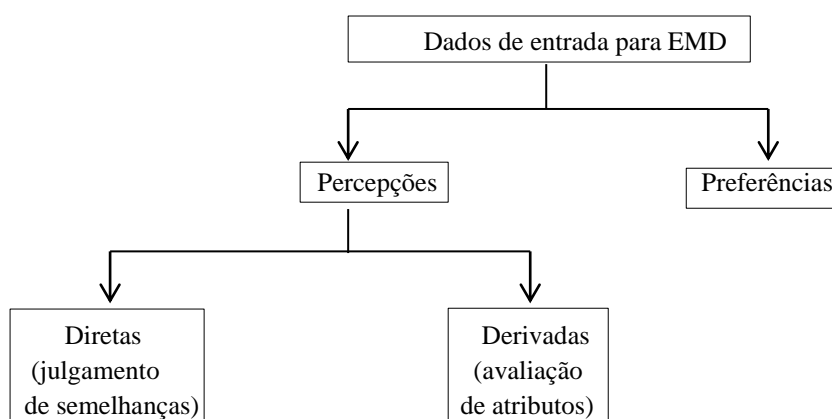 Dados de entrada para EMD
Percepções
Preferências
Diretas
(julgamento
de semelhanças)
Derivadas
(avaliação
de atributos)